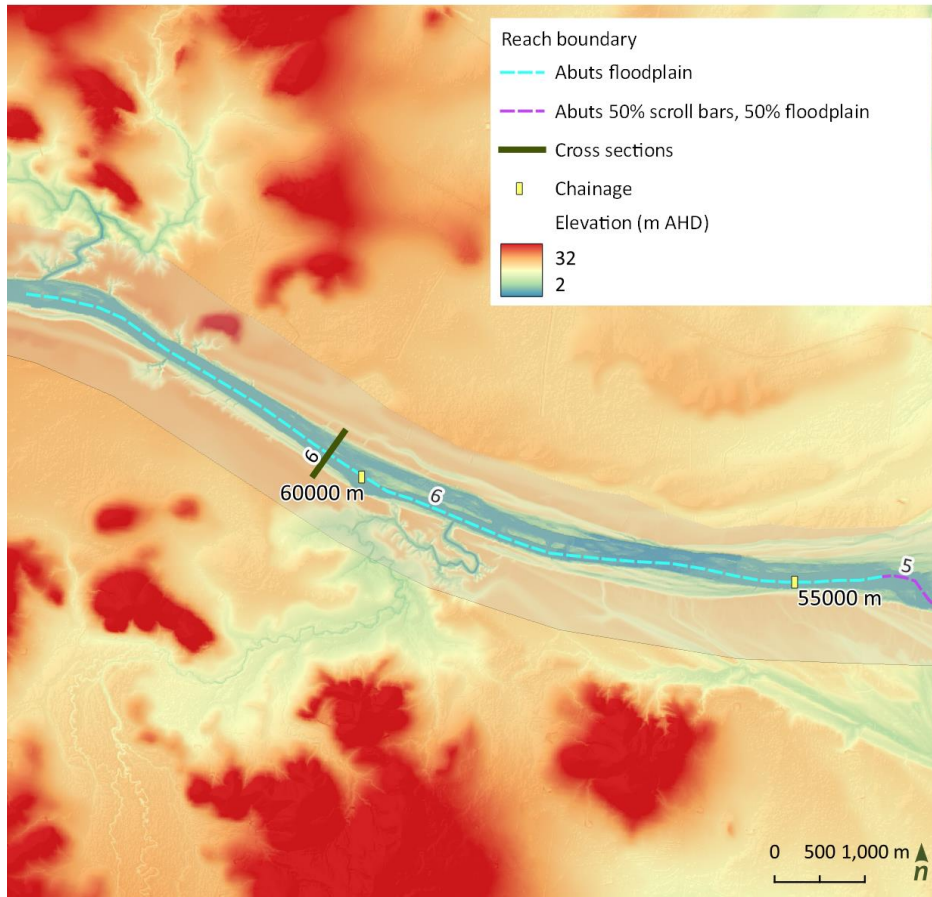 Reach boundary
Abuts floodplain
Abuts 50% scroll bars, 50% floodplain
Cross sections
Chainage
Elevation (m AHD)
32
2
6
60000 m
6
5
55000 m
0 500 1,000 m
n